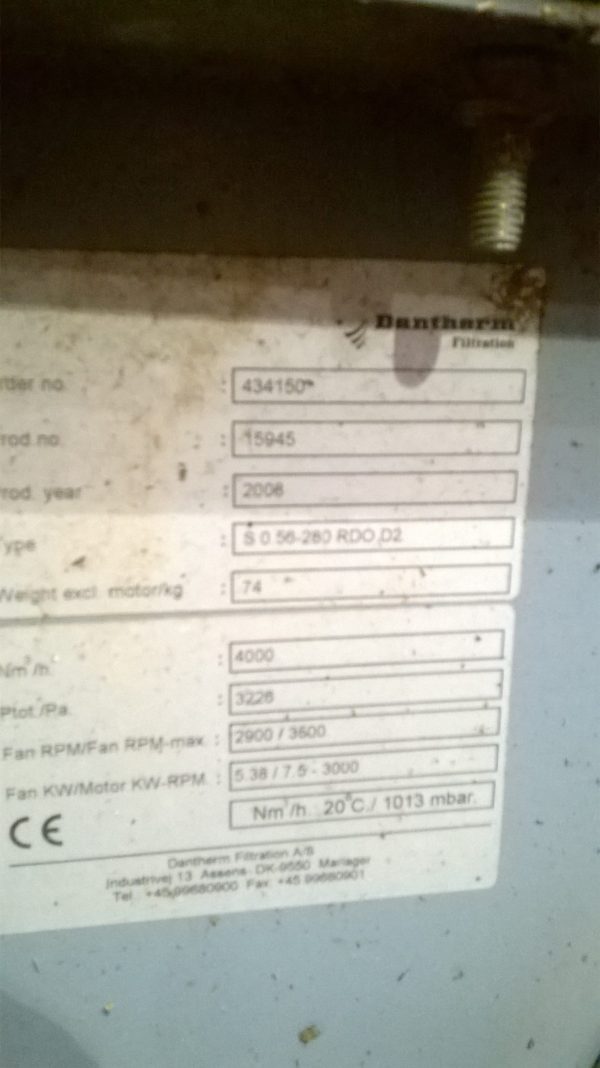 Dantherm
Filtration
rder no. : 434150
rod.no. : 15945
rod. year : 2006
ype : S 0.56-280 RDO,D2
Weight excl. motor/kg : 74
Nm³/h. : 4000
Ptot./Pa. : 3226
Fan RPM/Fan RPM-max. : 2900 / 3500
Fan KW/Motor KW-RPM. : 5.38 / 7.5 - 3000
Nm³/h. 20°C./ 1013 mbar.
CE
Dantherm Filtration A/S
Industrivej 13 Assens. DK-9550 Mariager
Tel. +45 99680900 Fax. +45 99680901